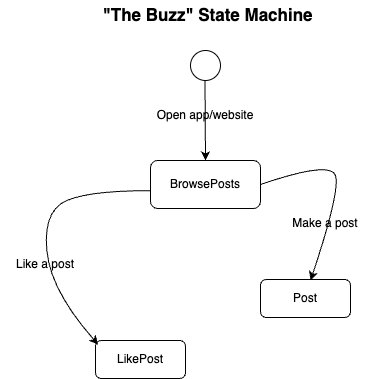 "The Buzz" State Machine
Open app/website
BrowsePosts
Make a post
Like a post
Post
LikePost